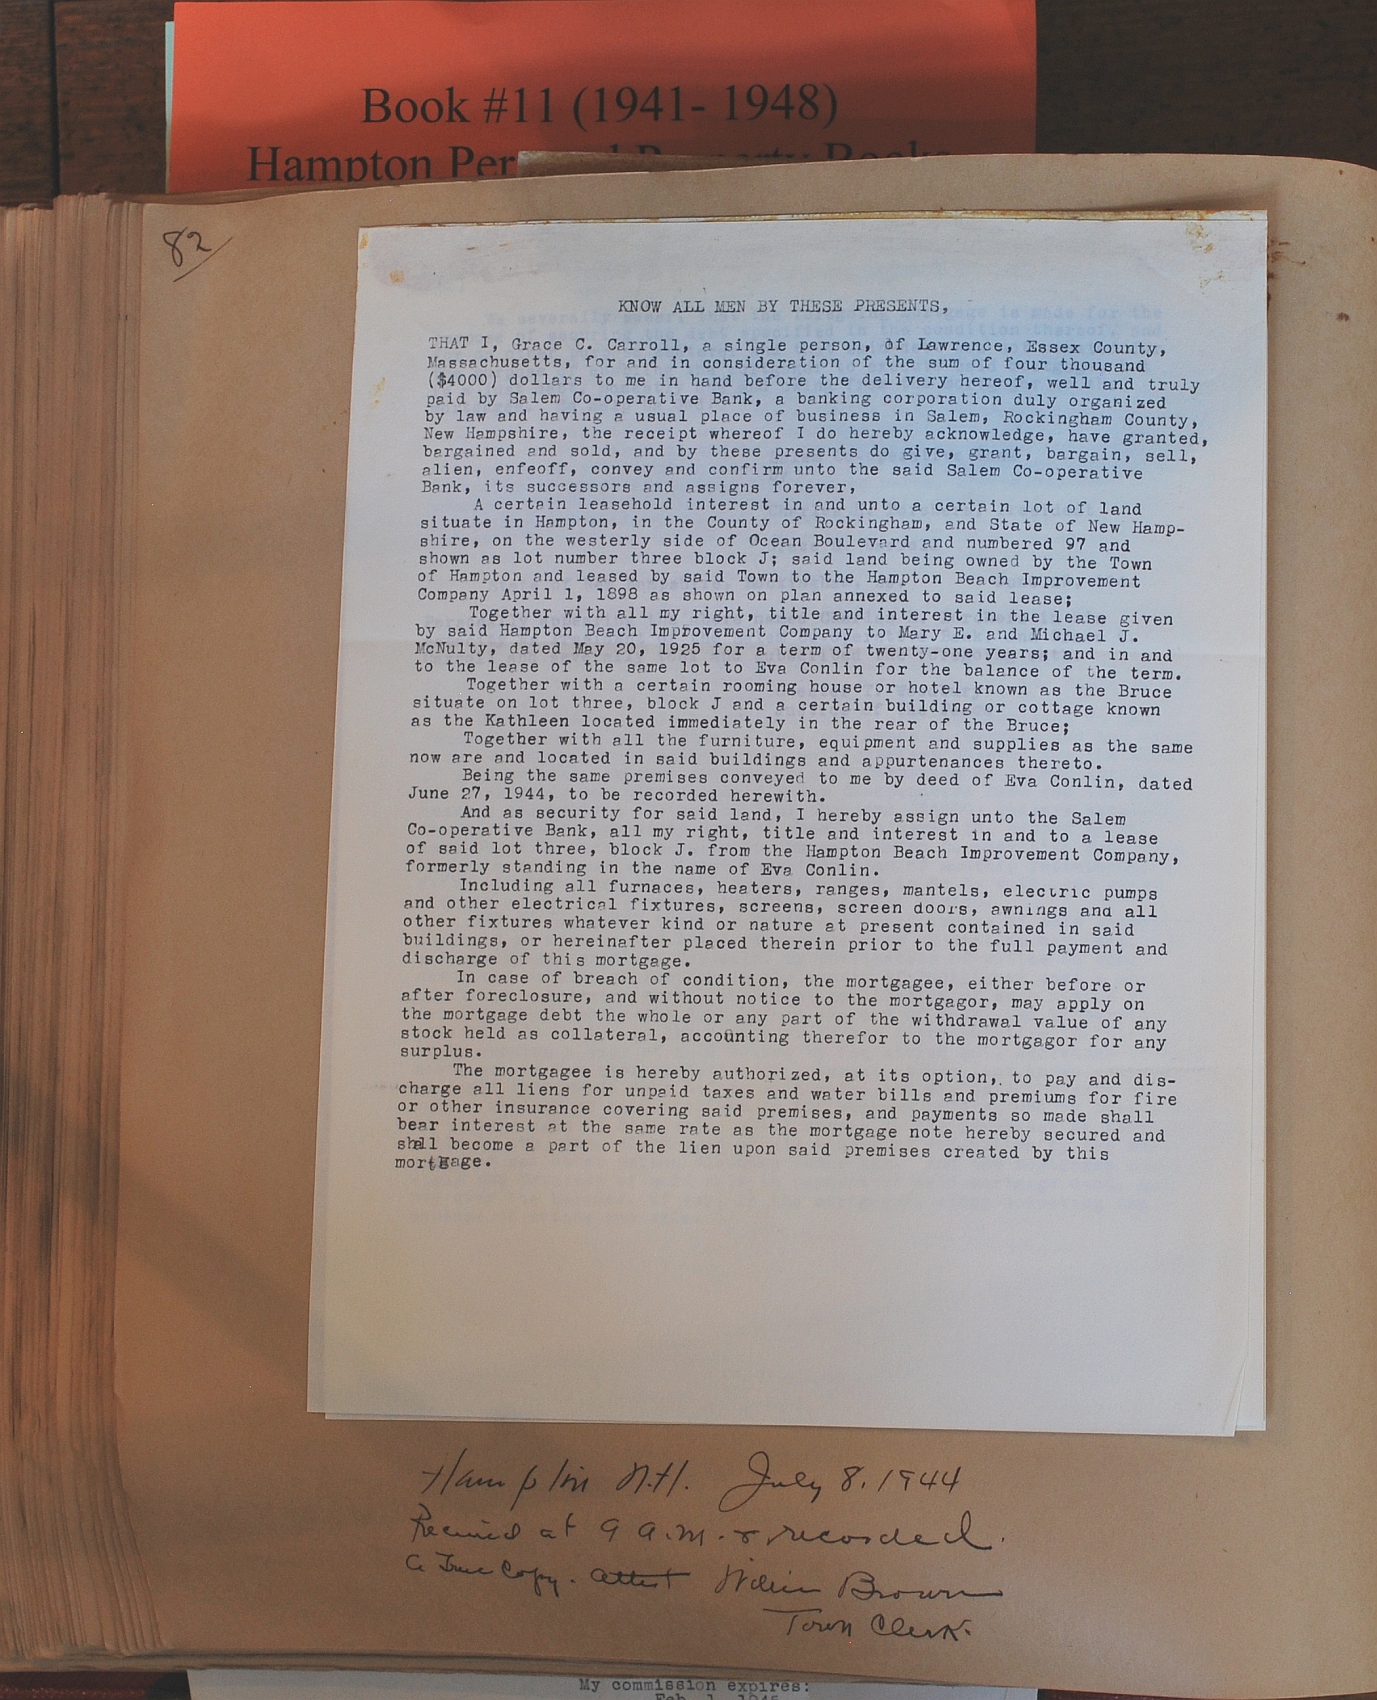 Book #11 (1941- 1948)
Hampton Per Property Books
82
KNOW ALL MEN BY THESE PRESENTS,
THAT I, Grace C. Carroll, a single person, of Lawrence, Essex County,
Massachusetts, for and in consideration of the sum of four thousand
($4000) dollars to me in hand before the delivery hereof, well and truly
paid by Salem Co-operative Bank, a banking corporation duly organized
by law and having a usual place of business in Salem, Rockingham County,
New Hampshire, the receipt whereof I do hereby acknowledge, have granted,
bargained and sold, and by these presents do give, grant, bargain, sell,
alien, enfeoff, convey and confirm unto the said Salem Co-operative
Bank, its successors and assigns forever,
A certain leasehold interest in and unto a certain lot of land
situate in Hampton, in the County of Rockingham, and State of New Hamp-
shire, on the westerly side of Ocean Boulevard and numbered 97 and
shown as lot number three block J; said land being owned by the Town
of Hampton and leased by said Town to the Hampton Beach Improvement
Company April 1, 1898 as shown on plan annexed to said lease;
Together with all my right, title and interest in the lease given
by said Hampton Beach Improvement Company to Mary E. and Michael J.
McNulty, dated May 20, 1925 for a term of twenty-one years; and in and
to the lease of the same lot to Eva Conlin for the balance of the term.
Together with a certain rooming house or hotel known as the Bruce
situate on lot three, block J and a certain building or cottage known
as the Kathleen located immediately in the rear of the Bruce;
Together with all the furniture, equipment and supplies as the same
now are and located in said buildings and appurtenances thereto.
Being the same premises conveyed to me by deed of Eva Conlin, dated
June 27, 1944, to be recorded herewith.
And as security for said land, I hereby assign unto the Salem
Co-operative Bank, all my right, title and interest in and to a lease
of said lot three, block J. from the Hampton Beach Improvement Company,
formerly standing in the name of Eva Conlin.
Including all furnaces, heaters, ranges, mantels, electric pumps
and other electrical fixtures, screens, screen doors, awnings and all
other fixtures whatever kind or nature at present contained in said
buildings, or hereinafter placed therein prior to the full payment and
discharge of this mortgage.
In case of breach of condition, the mortgagee, either before or
after foreclosure, and without notice to the mortgagor, may apply on
the mortgage debt the whole or any part of the withdrawal value of any
stock held as collateral, accounting therefor to the mortgagor for any
surplus.
The mortgagee is hereby authorized, at its option, to pay and dis-
charge all liens for unpaid taxes and water bills and premiums for fire
or other insurance covering said premises, and payments so made shall
bear interest at the same rate as the mortgage note hereby secured and
shall become a part of the lien upon said premises created by this
mortgage.
Hampton N.H. July 8, 1944
Received at 9 A.M. & recorded.
A True Copy. Attest William Brown
Town Clerk.
My commission expires:
Feb. 1, 1945